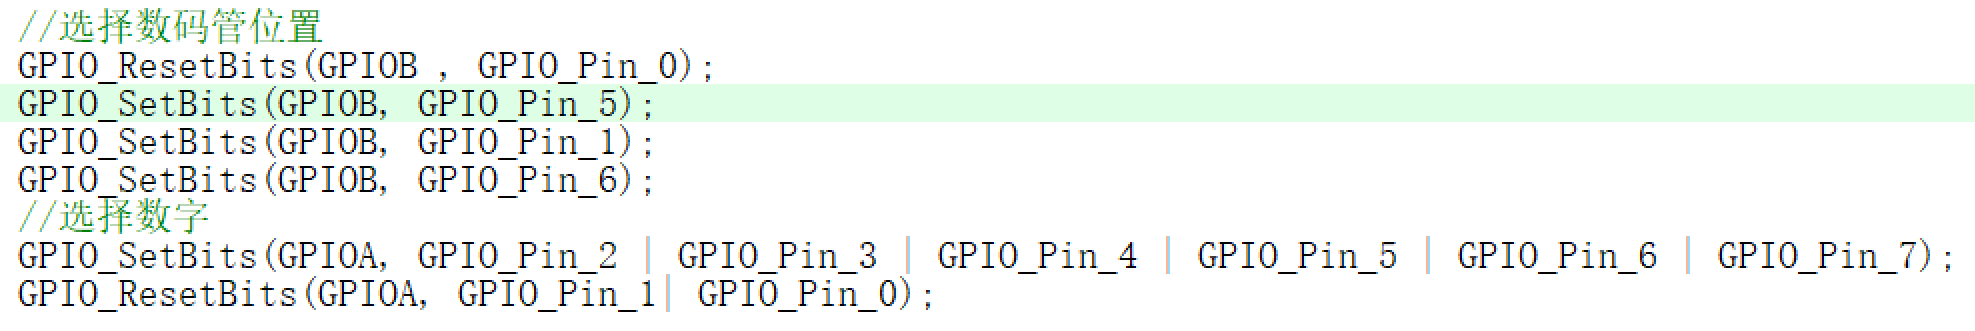 //选择数码管位置
GPIO_ResetBits(GPIOB , GPIO_Pin_0);
GPIO_SetBits(GPIOB, GPIO_Pin_5);
GPIO_SetBits(GPIOB, GPIO_Pin_1);
GPIO_SetBits(GPIOB, GPIO_Pin_6);
//选择数字
GPIO_SetBits(GPIOA, GPIO_Pin_2 | GPIO_Pin_3 | GPIO_Pin_4 | GPIO_Pin_5 | GPIO_Pin_6 | GPIO_Pin_7);
GPIO_ResetBits(GPIOA, GPIO_Pin_1| GPIO_Pin_0);